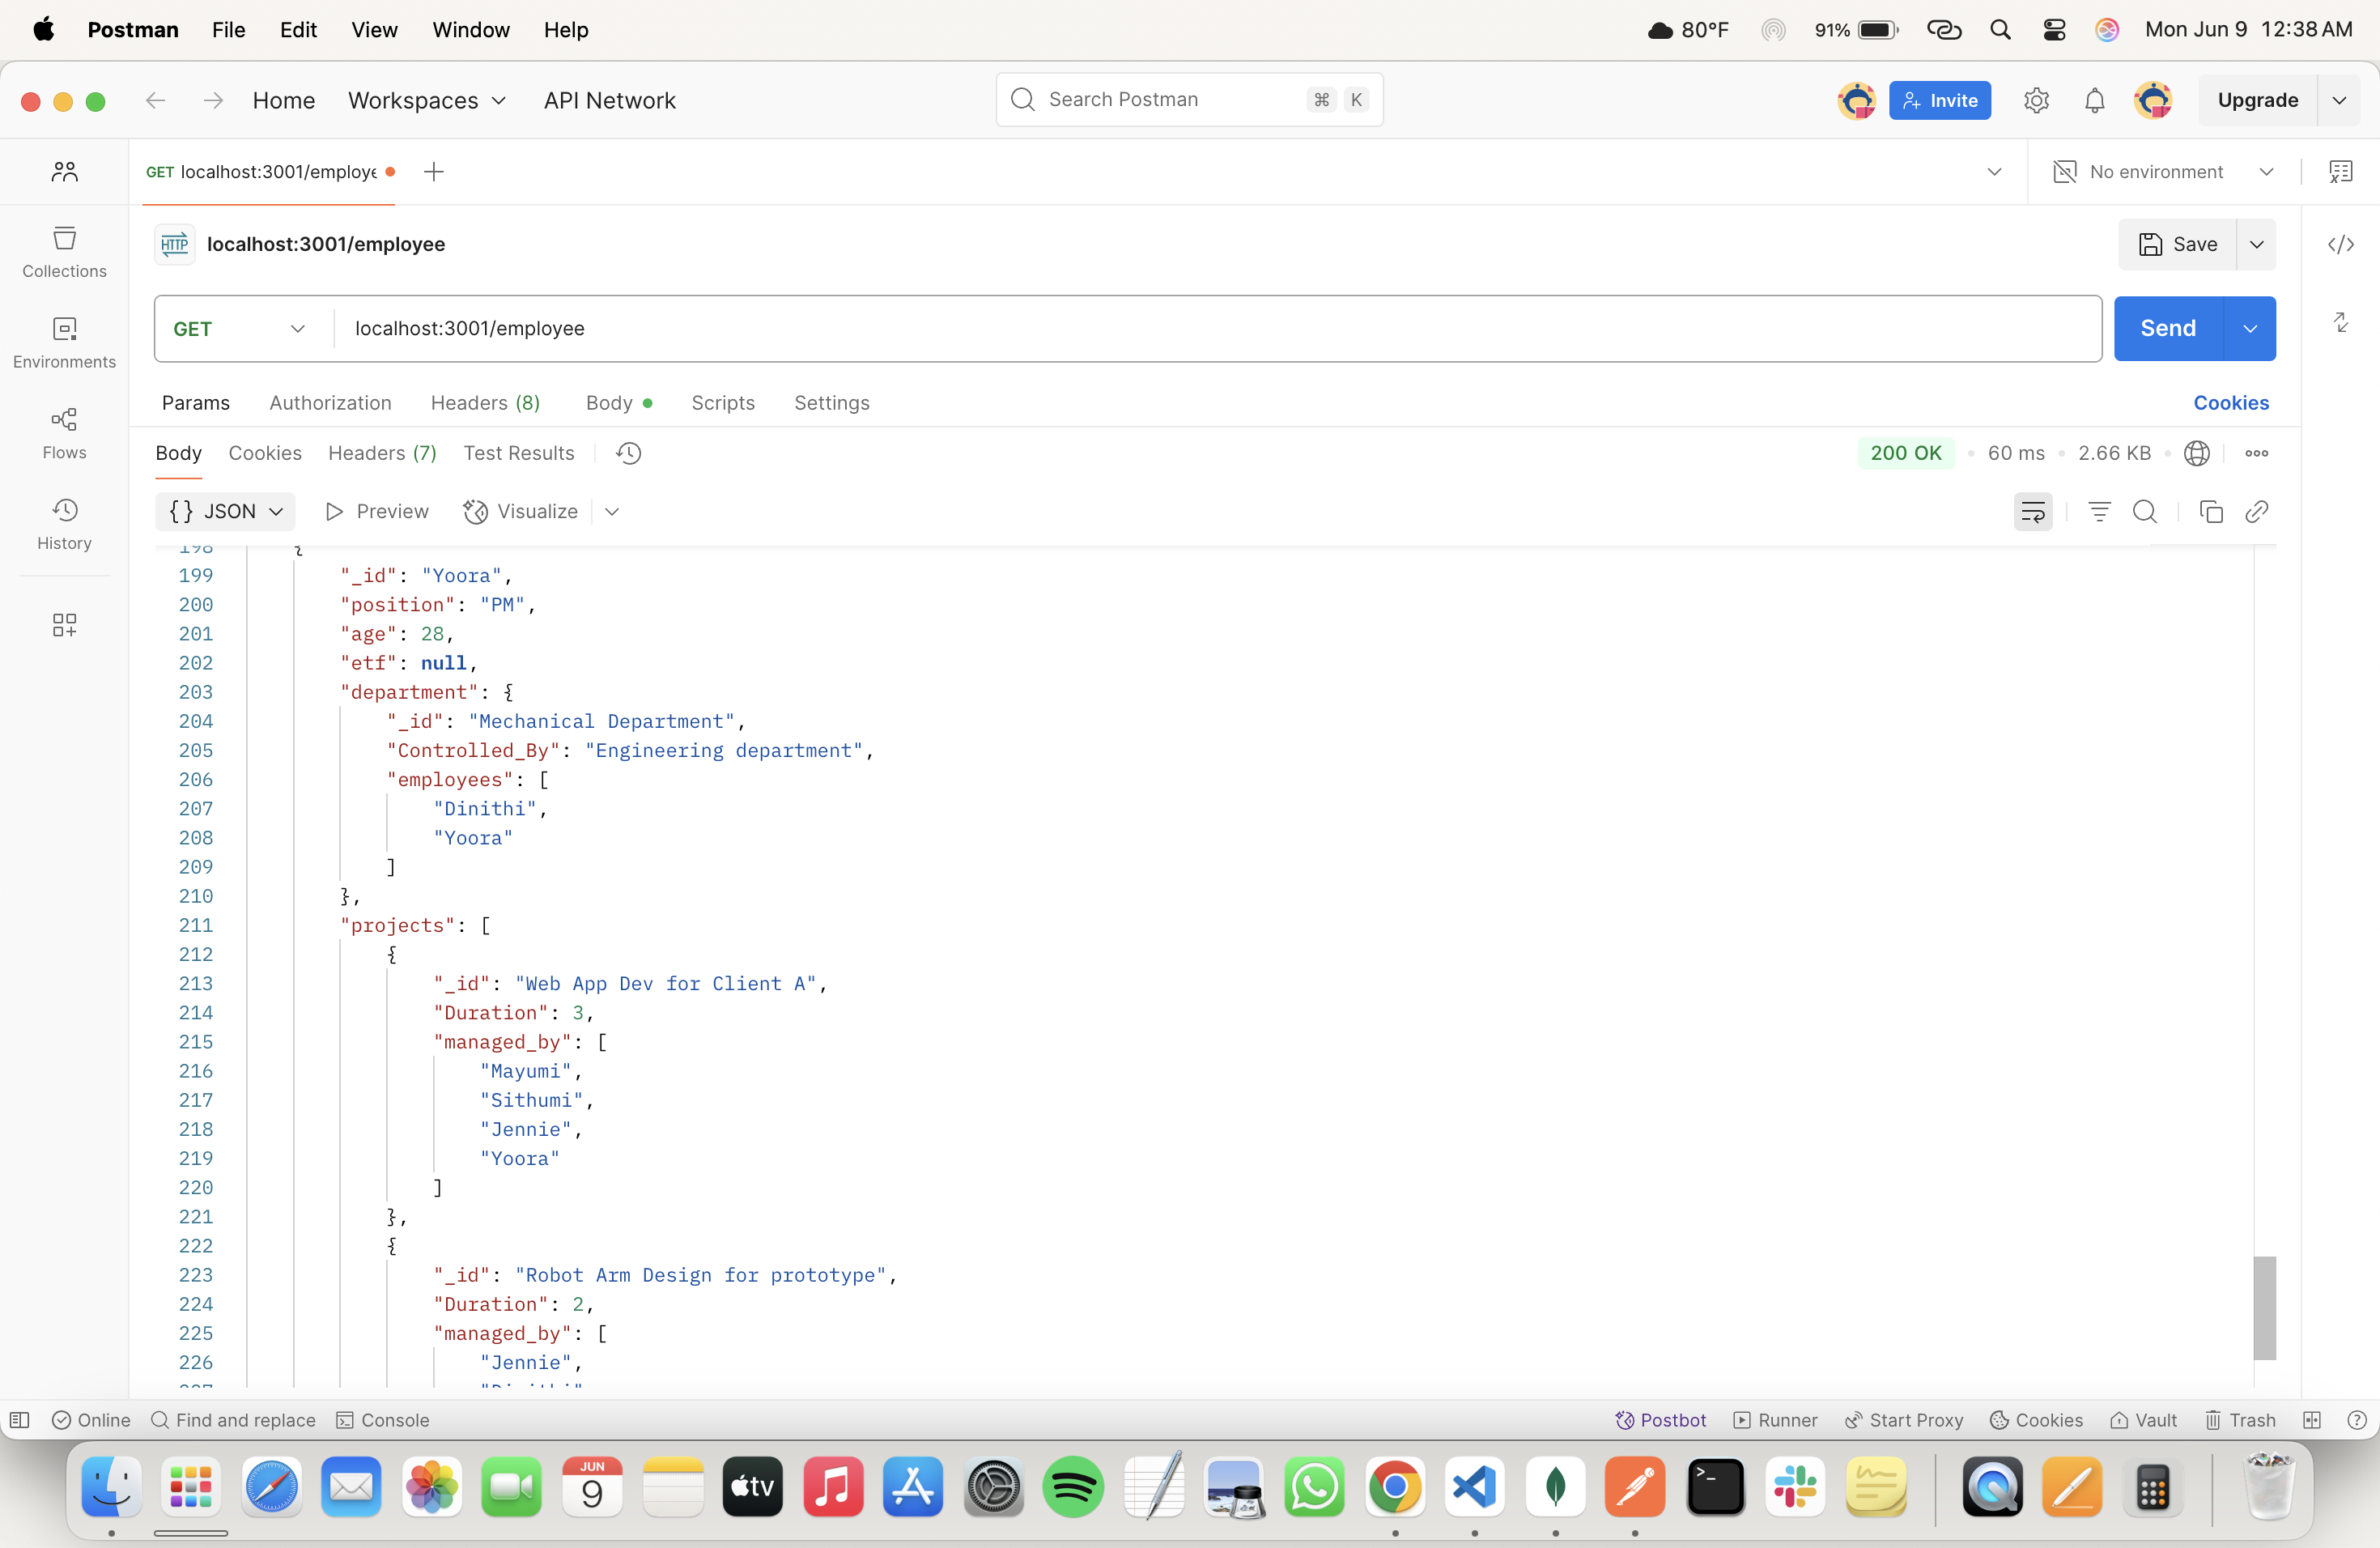 Postman File Edit View Window Help 80°F 91% Mon Jun 9 12:38 AM
Home Workspaces API Network Search Postman ⌘ K Invite Upgrade
GET localhost:3001/employe No environment
HTTP localhost:3001/employee Save
Collections
GET localhost:3001/employee Send
Environments
Params Authorization Headers (8) Body Scripts Settings Cookies
Flows
Body Cookies Headers (7) Test Results 200 OK 60 ms 2.66 KB
{} JSON Preview Visualize
History
198 {
199 "_id": "Yoora",
200 "position": "PM",
201 "age": 28,
202 "etf": null,
203 "department": {
204 "_id": "Mechanical Department",
205 "Controlled_By": "Engineering department",
206 "employees": [
207 "Dinithi",
208 "Yoora"
209 ]
210 },
211 "projects": [
212 {
213 "_id": "Web App Dev for Client A",
214 "Duration": 3,
215 "managed_by": [
216 "Mayumi",
217 "Sithumi",
218 "Jennie",
219 "Yoora"
220 ]
221 },
222 {
223 "_id": "Robot Arm Design for prototype",
224 "Duration": 2,
225 "managed_by": [
226 "Jennie",
Online Find and replace Console Postbot Runner Start Proxy Cookies Vault Trash
JUN
9
tv